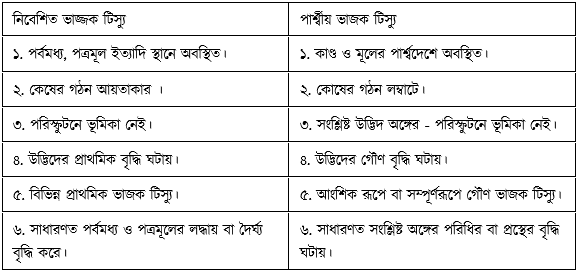 নিবেশিত ভাজ্জক টিস্যু
পার্শ্বীয় ভাজক টিস্যু
১. পর্বমধ্য, পত্রমূল ইত্যাদি স্থানে অবস্থিত।
১. কাণ্ড ও মূলের পার্শ্বদেশে অবস্থিত।
২. কেষের গঠন আয়তাকার ।
২. কোষের গঠন লম্বাটে।
৩. পরিস্ফুটনে ভূমিকা নেই।
৩. সংশ্লিষ্ট উদ্ভিদ অঙ্গের - পরিস্ফুটনে ভূমিকা নেই।
৪. উদ্ভিদের প্রাথমিক বৃদ্ধি ঘটায়।
৪. উদ্ভিদের গৌণ বৃদ্ধি ঘটায়।
৫. বিভিন্ন প্রাথমিক ভাজক টিস্যু।
৫. আংশিক রূপে বা সম্পূর্ণরূপে গৌণ ভাজক টিস্যু।
৬. সাধারণত পর্বমধ্য ও পত্রমূলের লদ্ধায় বা দৈর্ঘ্য
বৃদ্ধি করে।
৬. সাধারণত সংশ্লিষ্ট অঙ্গের পরিধির বা প্রস্থের বৃদ্ধি
ঘটায়।